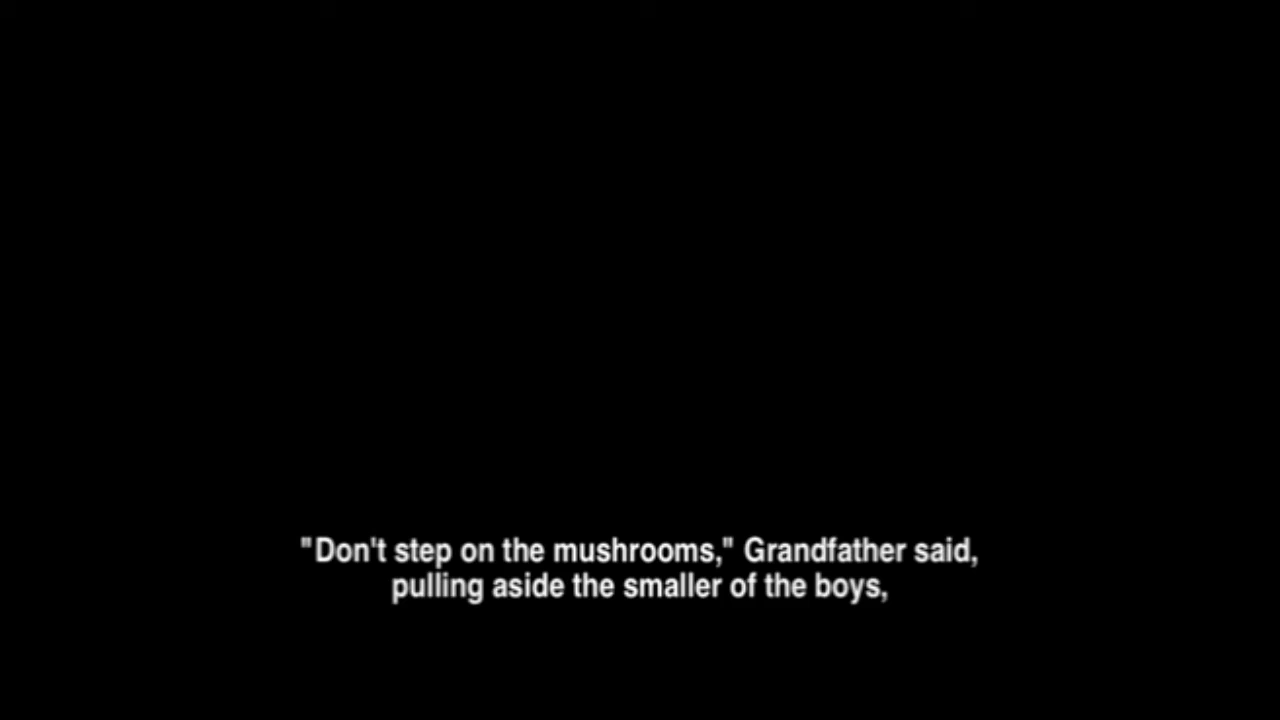 "Don't step on the mushrooms," Grandfather said,
pulling aside the smaller of the boys,